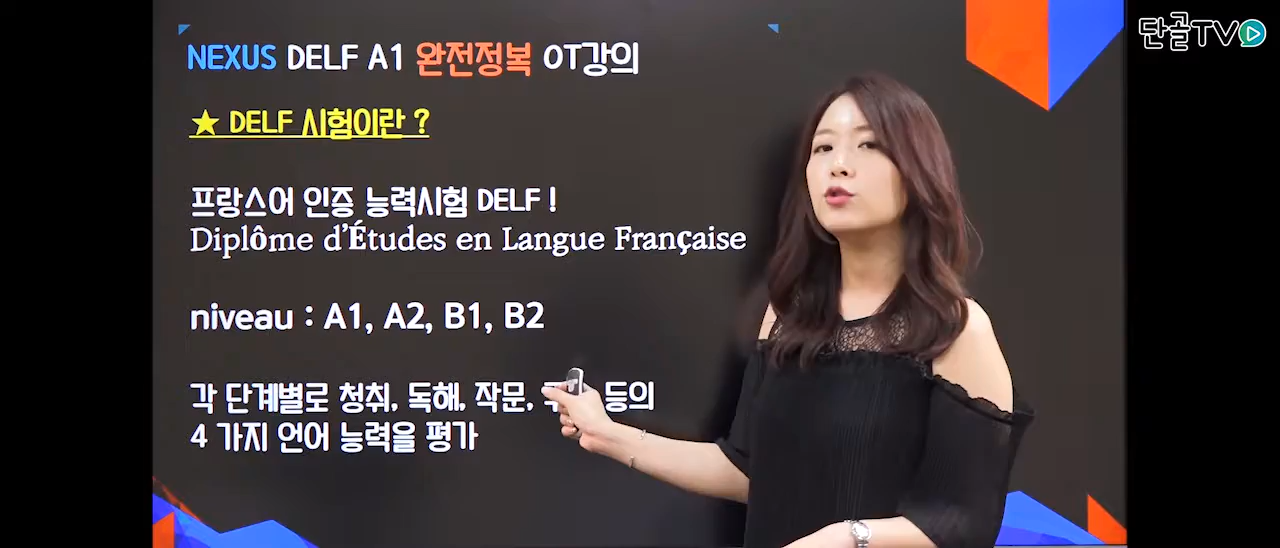 NEXUS DELF A1 완전정복 OT강의
단골TV
★ DELF 시험이란 ?
프랑스어 인증 능력시험 DELF !
Diplôme d'Études en Langue Française
niveau : A1, A2, B1, B2
각 단계별로 청취, 독해, 작문, 등의
4 가지 언어 능력을 평가